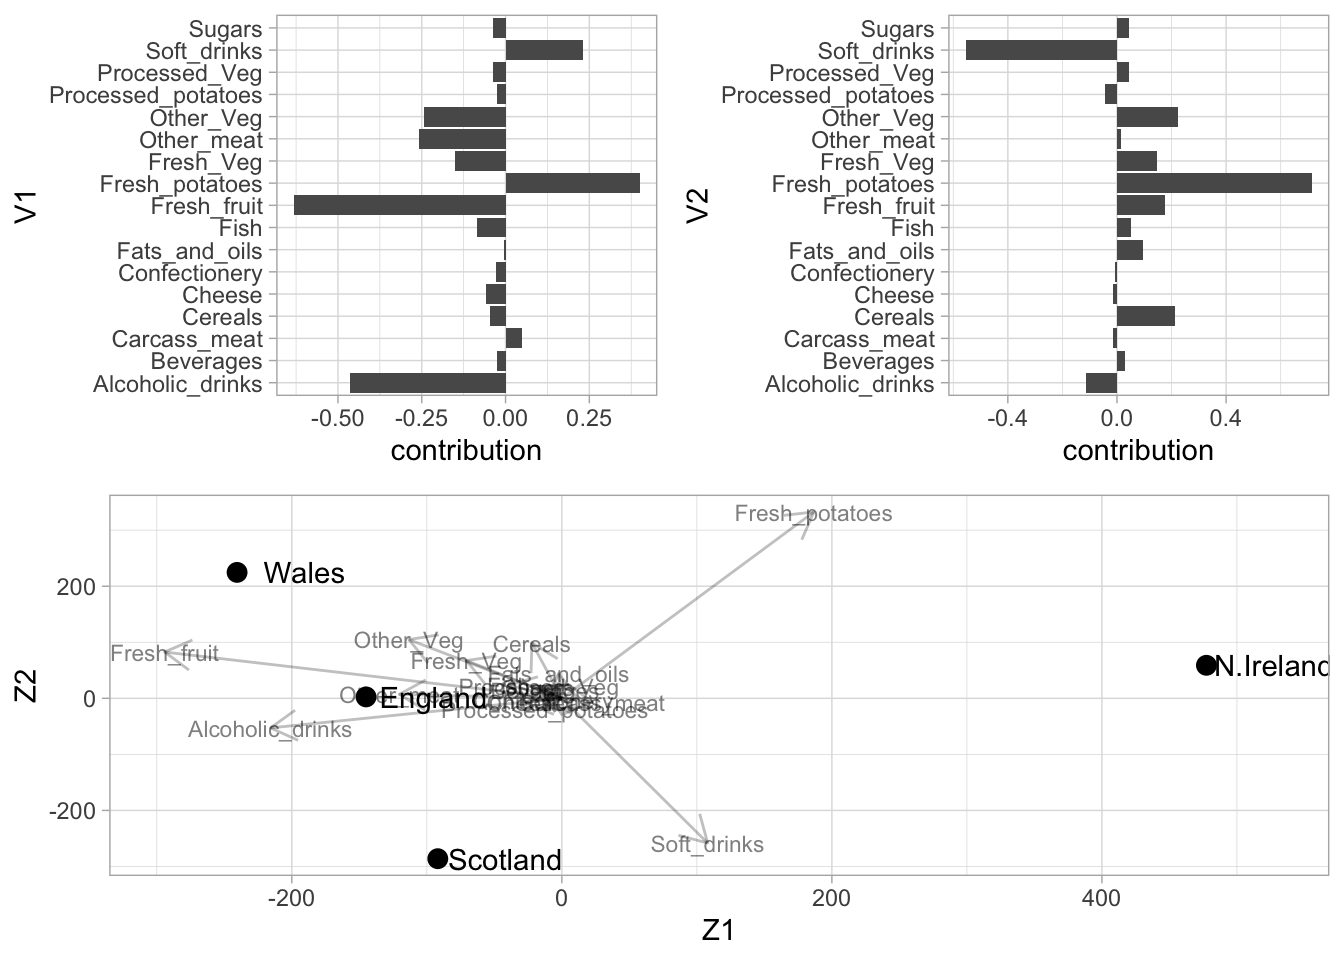 Sugars
Soft_drinks
Processed_Veg
Processed_potatoes
Other_Veg
Other_meat
Fresh_Veg
Fresh_potatoes
Fresh_fruit
Fish
Fats_and_oils
Confectionery
Cheese
Cereals
Carcass_meat
Beverages
Alcoholic_drinks
V1
-0.50 -0.25 0.00 0.25
contribution
Sugars
Soft_drinks
Processed_Veg
Processed_potatoes
Other_Veg
Other_meat
Fresh_Veg
Fresh_potatoes
Fresh_fruit
Fish
Fats_and_oils
Confectionery
Cheese
Cereals
Carcass_meat
Beverages
Alcoholic_drinks
V2
-0.4 0.0 0.4
contribution
Fresh_potatoes
Wales
200
Other_Veg
Cereals
Fresh_fruit
Fresh_Veg
Fats_and_oils
Z2
England
0
Processed_potatoes
N.Ireland
Alcoholic_drinks
-200
Soft_drinks
Scotland
-200 0 200 400
Z1